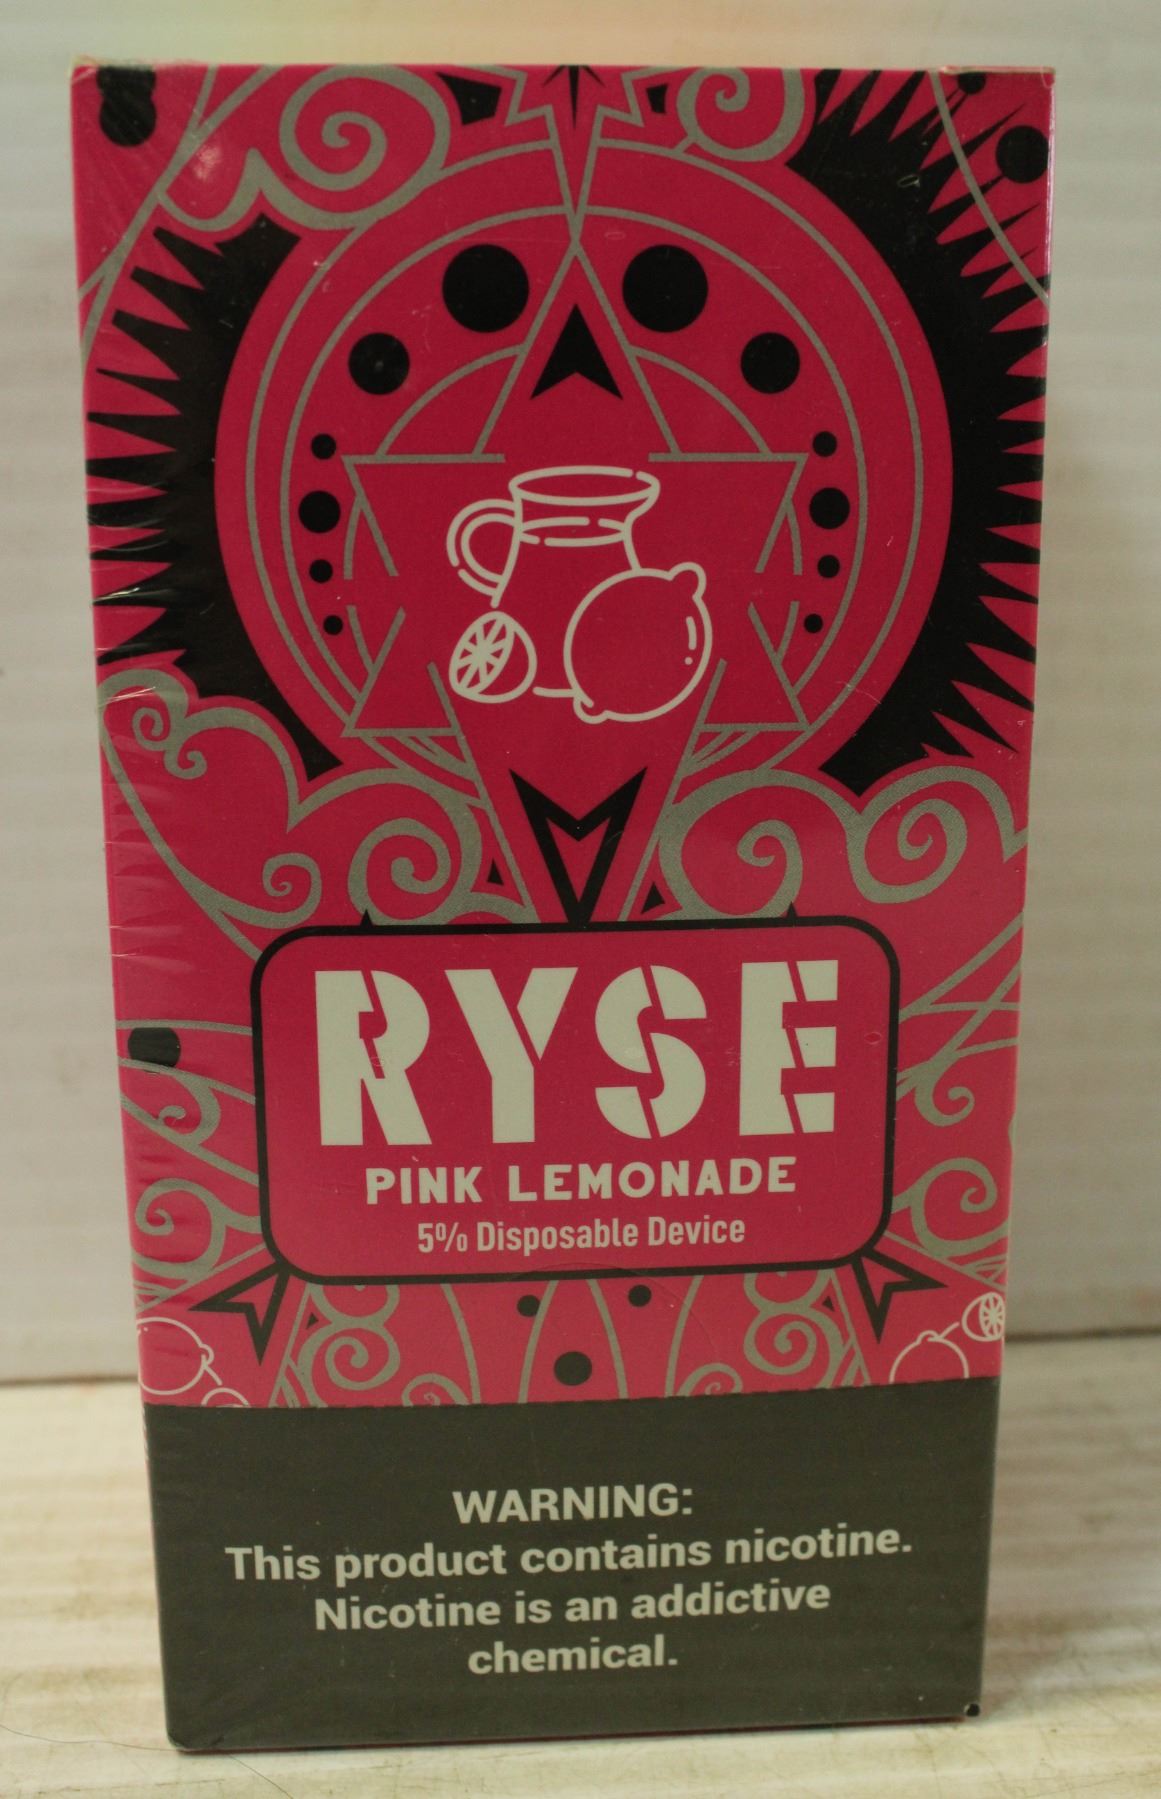 RYSE
PINK LEMONADE
5% Disposable Device
WARNING:
This product contains nicotine.
Nicotine is an addictive
chemical.